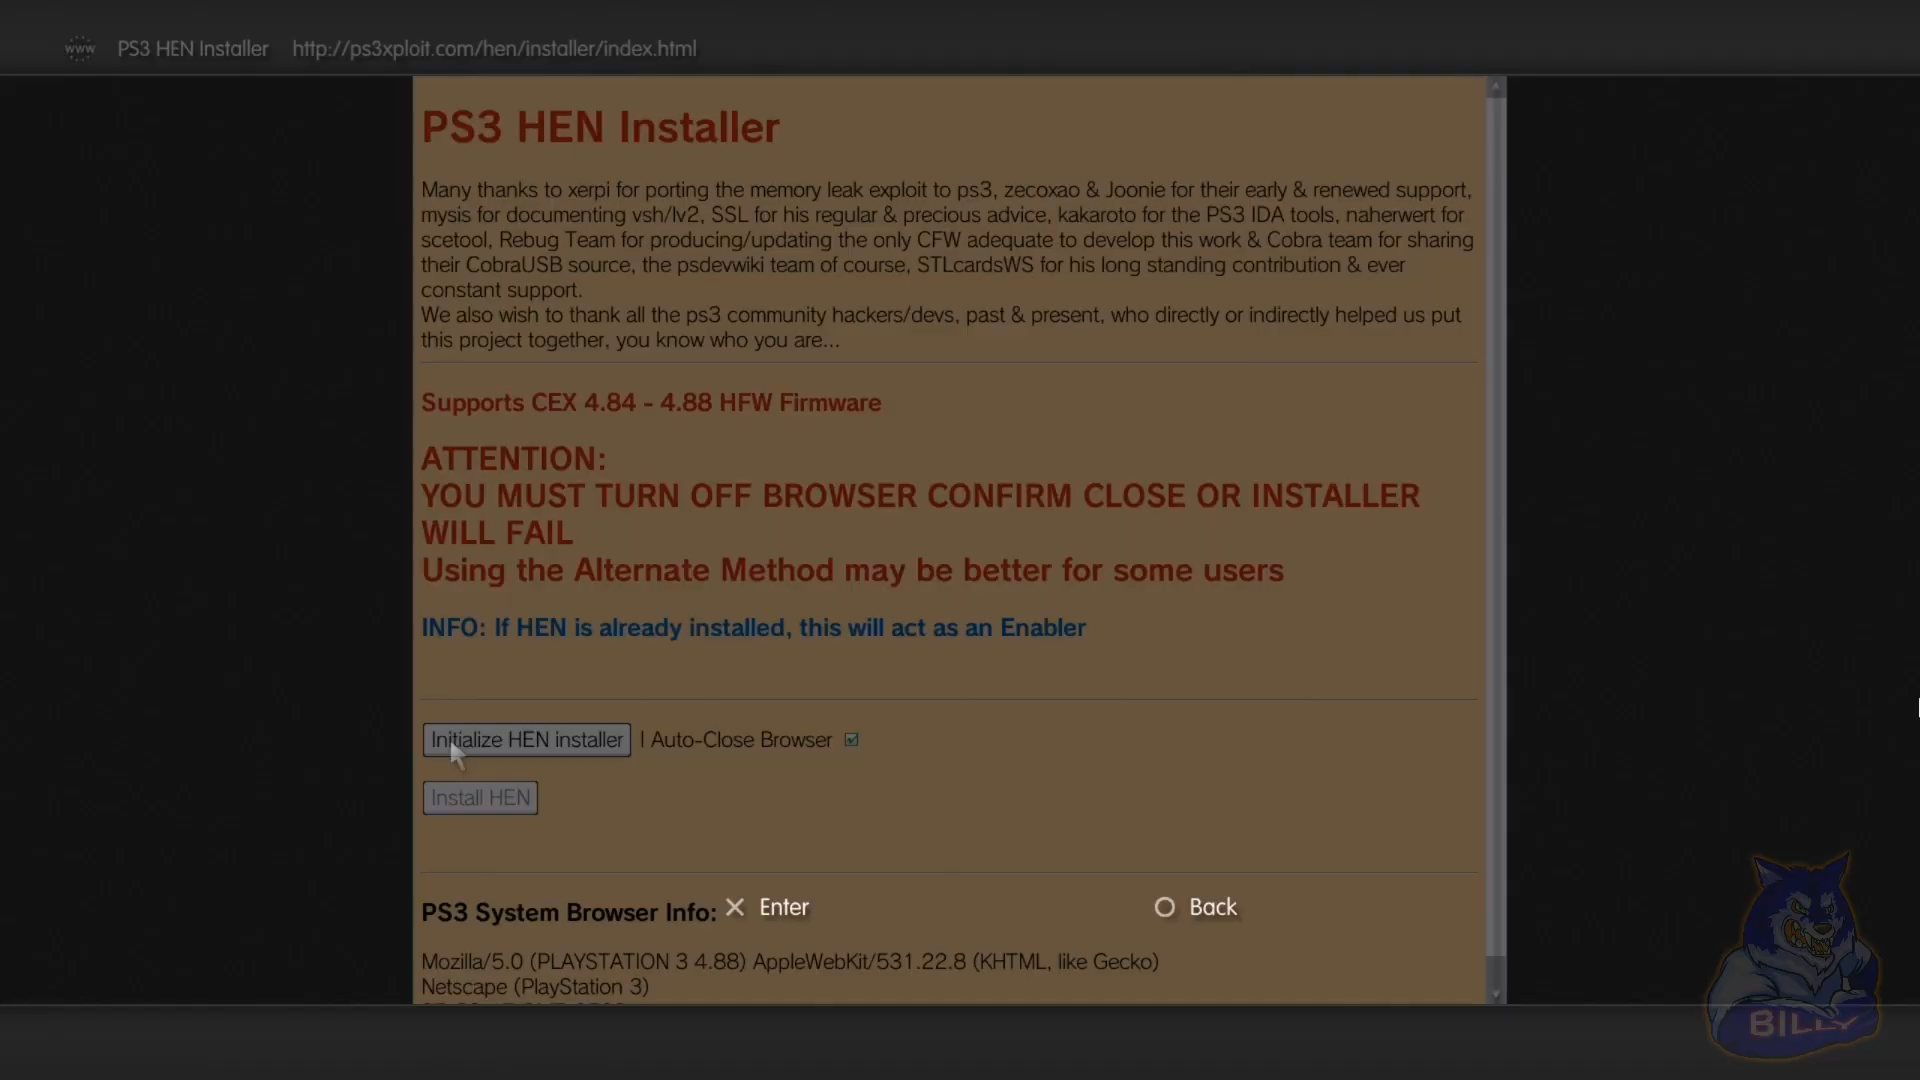 www PS3 HEN Installer http://ps3xploit.com/hen/installer/index.html
PS3 HEN Installer
Many thanks to xerpi for porting the memory leak exploit to ps3, zecoxao & Joonie for their early & renewed support,
mysis for documenting vsh/lv2, SSL for his regular & precious advice, kakaroto for the PS3 IDA tools, naherwert for
scetool, Rebug Team for producing/updating the only CFW adequate to develop this work & Cobra team for sharing
their CobraUSB source, the psdevwiki team of course, STLcardsWS for his long standing contribution & ever
constant support.
We also wish to thank all the ps3 community hackers/devs, past & present, who directly or indirectly helped us put
this project together, you know who you are...
Supports CEX 4.84 - 4.88 HFW Firmware
ATTENTION:
YOU MUST TURN OFF BROWSER CONFIRM CLOSE OR INSTALLER
WILL FAIL
Using the Alternate Method may be better for some users
INFO: If HEN is already installed, this will act as an Enabler
Initialize HEN installer | Auto-Close Browser
Install HEN
PS3 System Browser Info:
Enter
Back
Mozilla/5.0 (PLAYSTATION 3 4.88) AppleWebKit/531.22.8 (KHTML, like Gecko)
Netscape (PlayStation 3)
BILLY